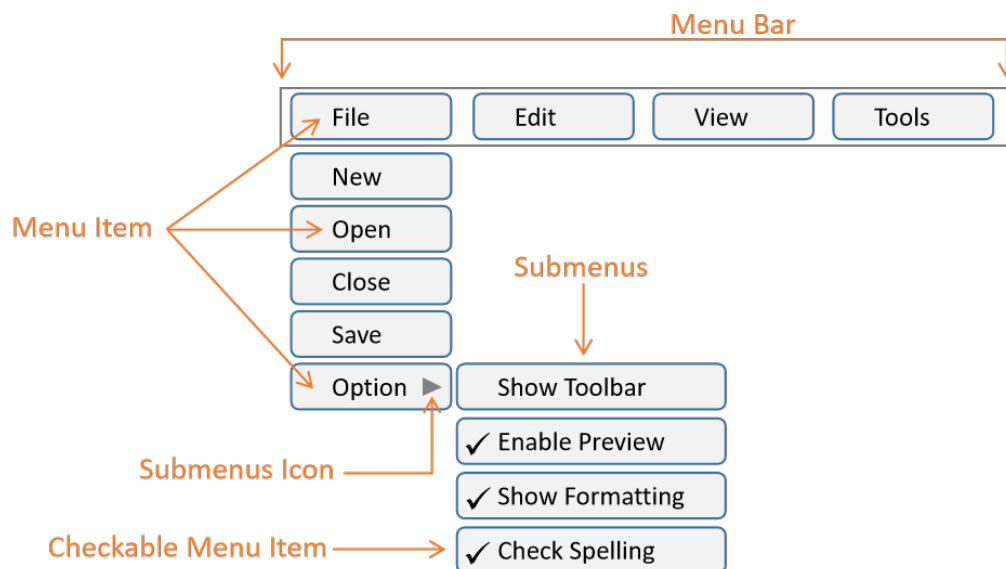 Menu Bar
File
Edit
View
Tools
New
Menu Item
Open
Submenus
Close
Save
Option
Show Toolbar
✓ Enable Preview
Submenus Icon
✓ Show Formatting
Checkable Menu Item
✓ Check Spelling